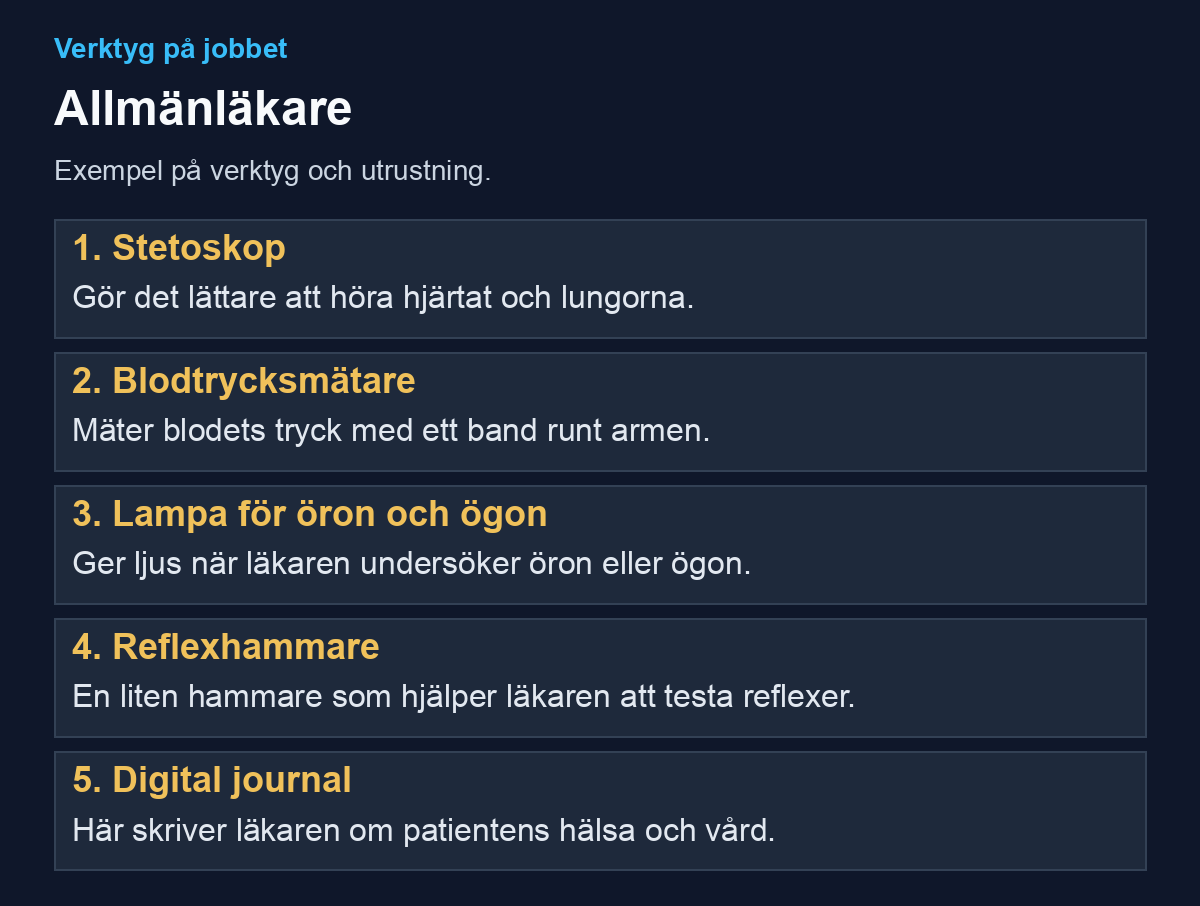 Verktyg på jobbet
Allmänläkare
Exempel på verktyg och utrustning.
1. Stetoskop
Gör det lättare att höra hjärtat och lungorna.
2. Blodtrycksmätare
Mäter blodets tryck med ett band runt armen.
3. Lampa för öron och ögon
Ger ljus när läkaren undersöker öron eller ögon.
4. Reflexhammare
En liten hammare som hjälper läkaren att testa reflexer.
5. Digital journal
Här skriver läkaren om patientens hälsa och vård.